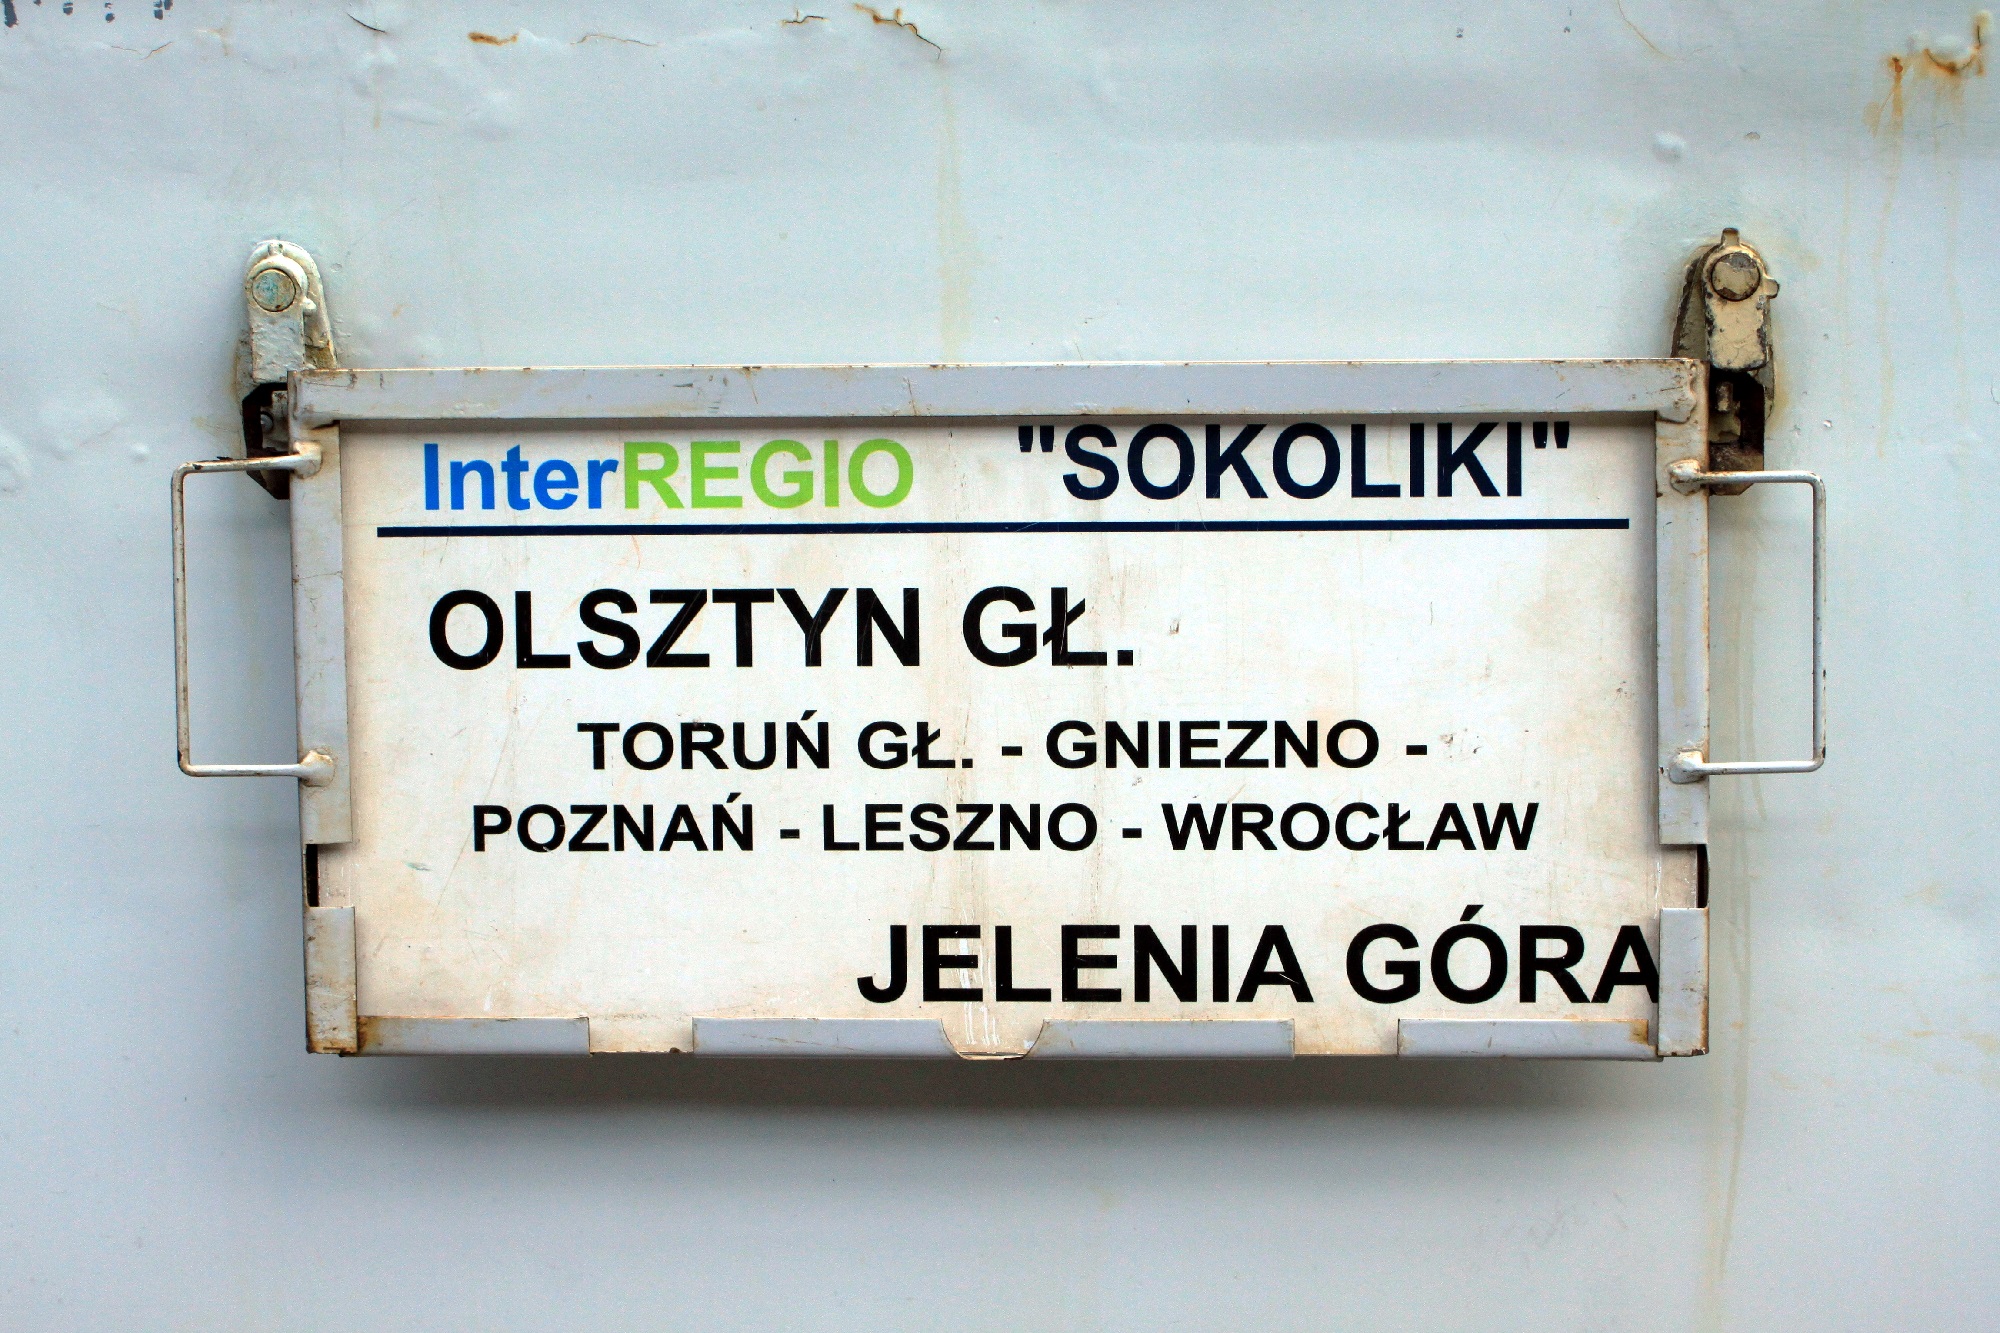 InterREGIO "SOKOLIKI"
OLSZTYN GŁ.
TORUŃ GŁ. - GNIEZNO -
POZNAŃ - LESZNO - WROCŁAW
JELENIA GÓRA